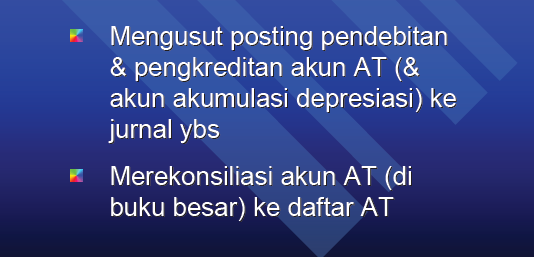 Mengusut posting pendebitan
& pengkreditan akun AT (&
akun akumulasi depresiasi) ke
jurnal ybs
Merekonsiliasi akun AT (di
buku besar) ke daftar AT